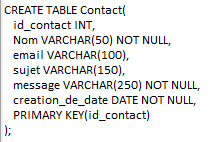 CREATE TABLE Contact(
id_contact INT,
Nom VARCHAR(50) NOT NULL,
email VARCHAR(100),
sujet VARCHAR(150),
message VARCHAR(250) NOT NULL,
creation_de_date DATE NOT NULL,
PRIMARY KEY(id_contact)
);